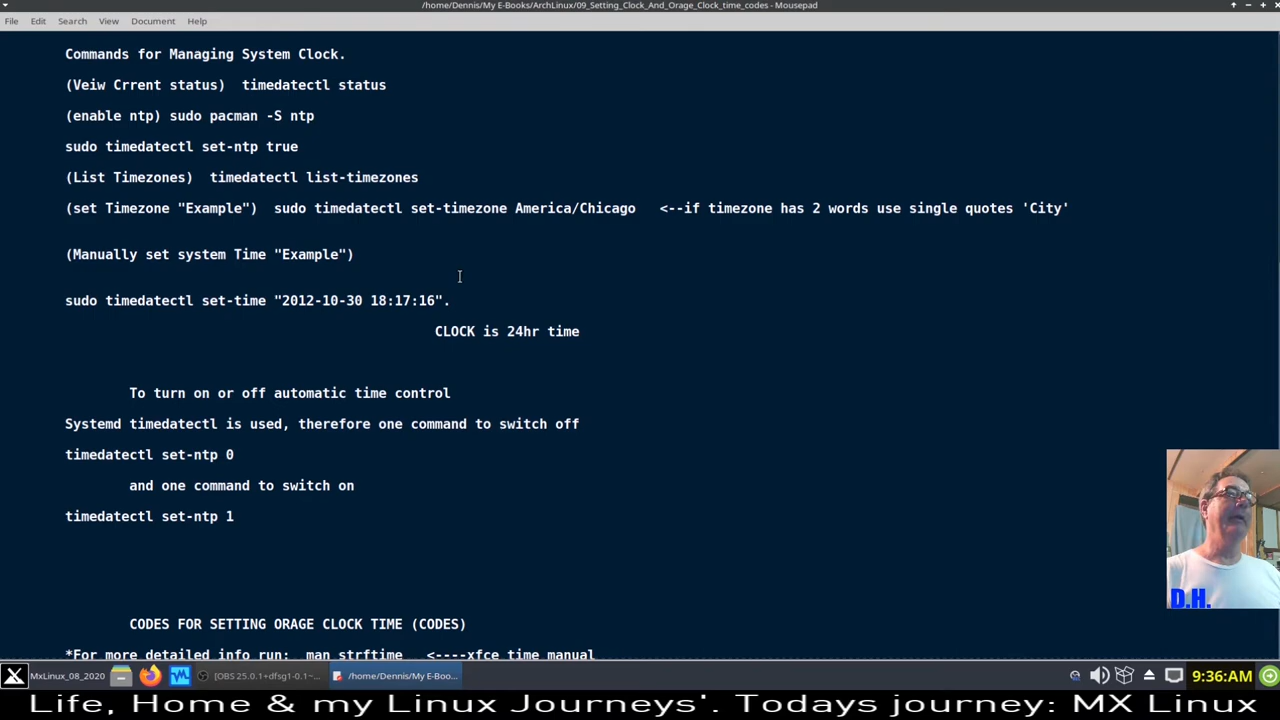 /home/Dennis/My E-Books/ArchLinux/09_Setting_Clock_And_Orage_Clock_time_codes - Mousepad
File Edit Search View Document Help
Commands for Managing System Clock.
(Veiw Crrent status)  timedatectl status
(enable ntp) sudo pacman -S ntp
sudo timedatectl set-ntp true
(List Timezones)  timedatectl list-timezones
(set Timezone "Example")  sudo timedatectl set-timezone America/Chicago   <--if timezone has 2 words use single quotes 'City'
(Manually set system Time "Example")
sudo timedatectl set-time "2012-10-30 18:17:16".
CLOCK is 24hr time
To turn on or off automatic time control
Systemd timedatectl is used, therefore one command to switch off
timedatectl set-ntp 0
and one command to switch on
timedatectl set-ntp 1
CODES FOR SETTING ORAGE CLOCK TIME (CODES)
*For more detailed info run:  man strftime   <----xfce time manual
D.H.
MxLinux_08_2020 [OBS 25.0.1+dfsg1-0.1~... /home/Dennis/My E-Boo... 9:36:AM
Life, Home & my Linux Journeys'. Todays journey: MX Linux